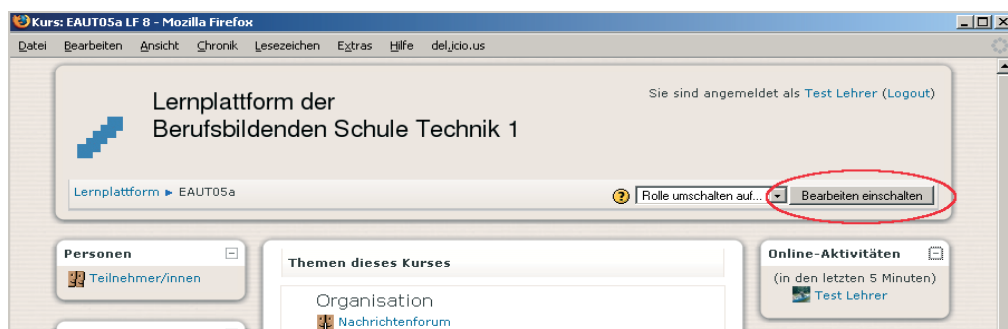 Kurs: EAUT05a LF 8 - Mozilla Firefox
Datei Bearbeiten Ansicht Chronik Lesezeichen Extras Hilfe del.icio.us
Sie sind angemeldet als Test Lehrer (Logout)
Lernplattform der
Berufsbildenden Schule Technik 1
Lernplattform ► EAUT05a
? Rolle umschalten auf... Bearbeiten einschalten
Personen
Teilnehmer/innen
Themen dieses Kurses
Organisation
Nachrichtenforum
Online-Aktivitäten
(in den letzten 5 Minuten)
Test Lehrer